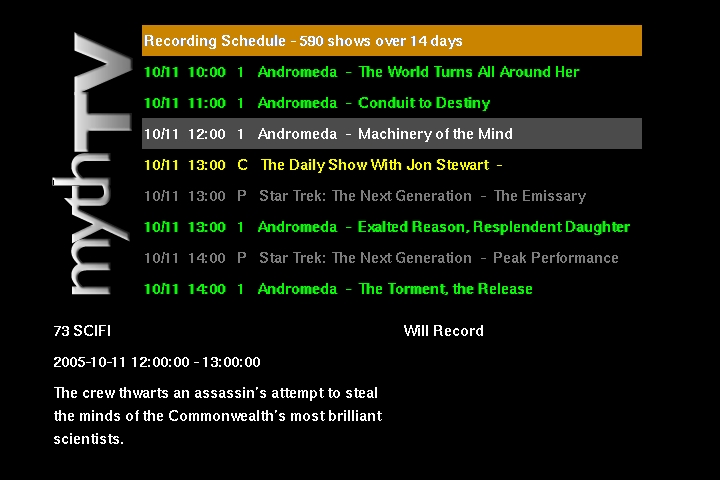 mythTV
Recording Schedule - 590 shows over 14 days
10/11 10:00 1 Andromeda - The World Turns All Around Her
10/11 11:00 1 Andromeda - Conduit to Destiny
10/11 12:00 1 Andromeda - Machinery of the Mind
10/11 13:00 C The Daily Show With Jon Stewart -
10/11 13:00 P Star Trek: The Next Generation - The Emissary
10/11 13:00 1 Andromeda - Exalted Reason, Resplendent Daughter
10/11 14:00 P Star Trek: The Next Generation - Peak Performance
10/11 14:00 1 Andromeda - The Torment, the Release
73 SCIFI Will Record
2005-10-11 12:00:00 - 13:00:00
The crew thwarts an assassin's attempt to steal
the minds of the Commonwealth's most brilliant
scientists.